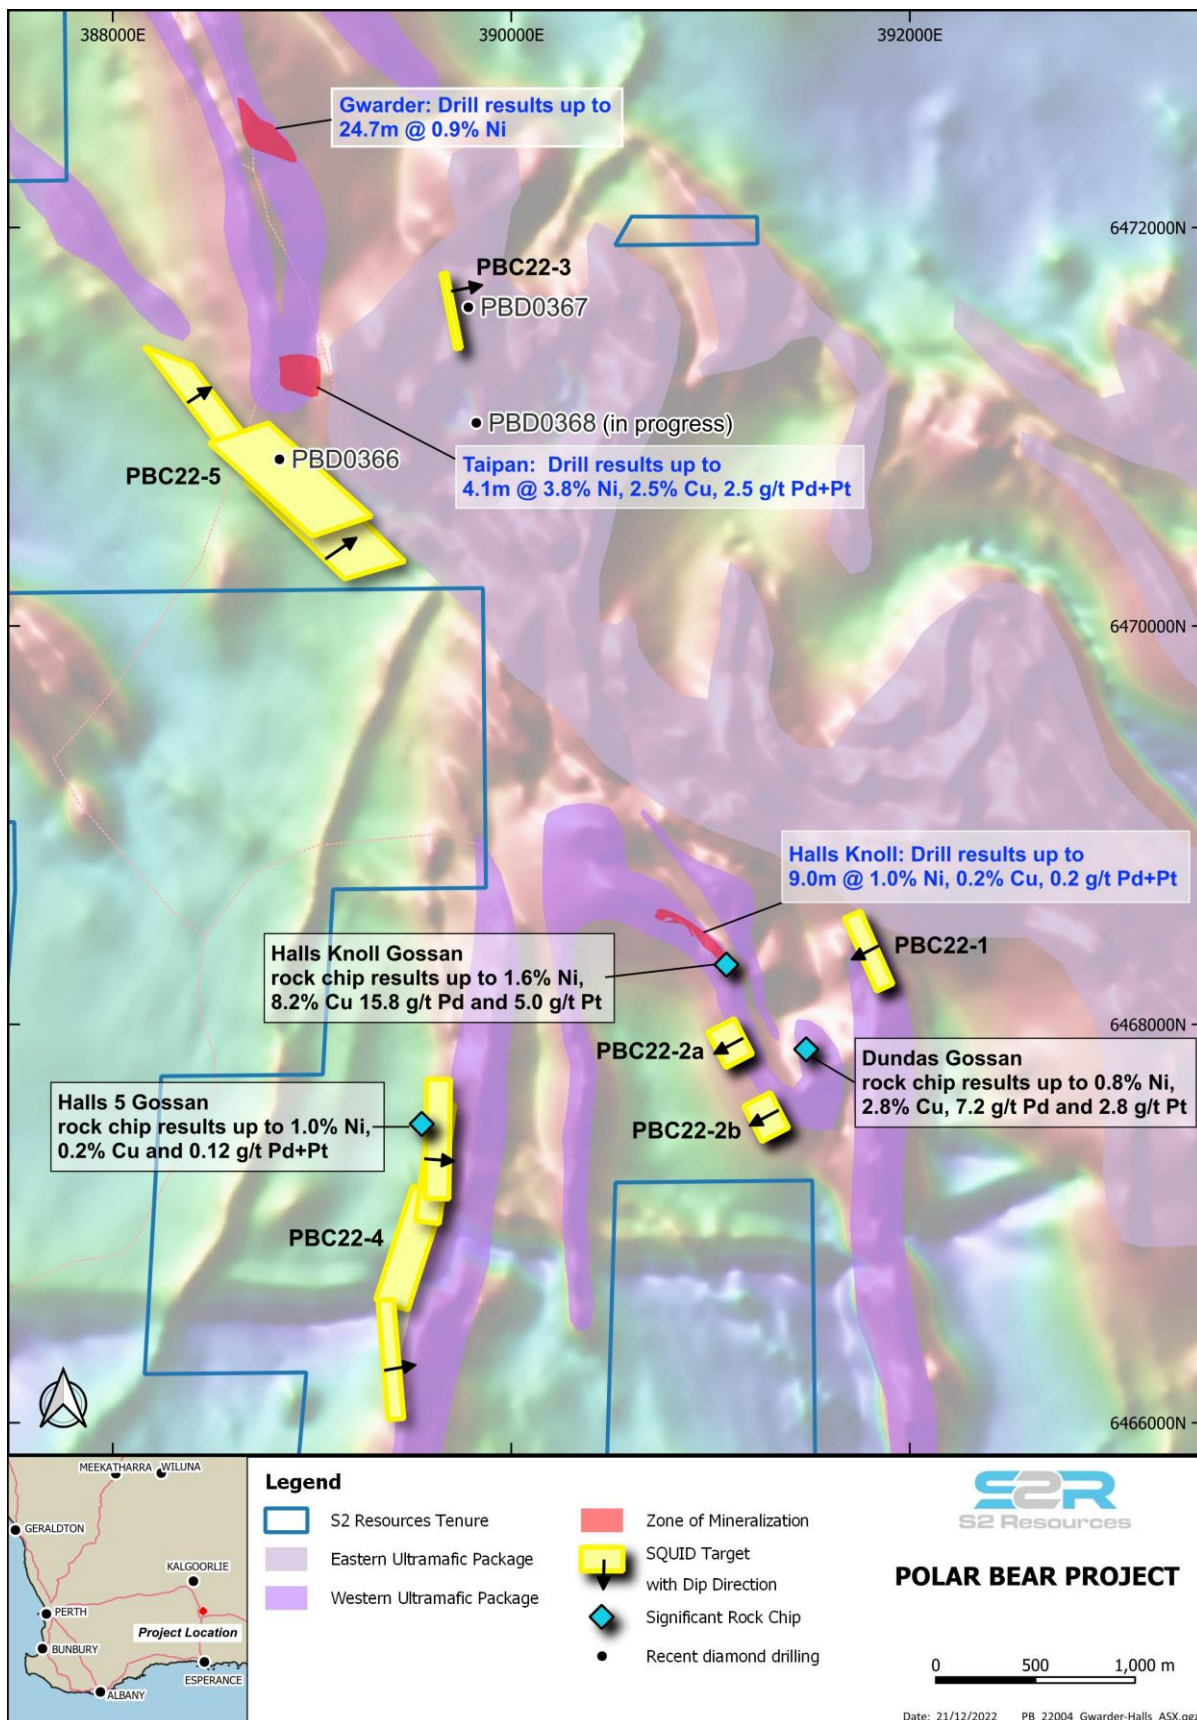 388000E
390000E
392000E
Gwarder: Drill results up to
24.7m @ 0.9% Ni
6472000N
PBC22-3
PBD0367
PBD0368 (in progress)
PBD0366
PBC22-5
Taipan: Drill results up to
4.1m @ 3.8% Ni, 2.5% Cu, 2.5 g/t Pd+Pt
6470000N
Halls Knoll: Drill results up to
9.0m @ 1.0% Ni, 0.2% Cu, 0.2 g/t Pd+Pt
PBC22-1
Halls Knoll Gossan
rock chip results up to 1.6% Ni,
8.2% Cu 15.8 g/t Pd and 5.0 g/t Pt
6468000N
PBC22-2a
Dundas Gossan
rock chip results up to 0.8% Ni,
2.8% Cu, 7.2 g/t Pd and 2.8 g/t Pt
Halls 5 Gossan
rock chip results up to 1.0% Ni,
0.2% Cu and 0.12 g/t Pd+Pt
PBC22-2b
PBC22-4
6466000N
MEEKATHARRA
WILUNA
GERALDTON
KALGOORLIE
PERTH
Project Location
BUNBURY
ESPERANCE
ALBANY
Legend
S2 Resources Tenure
Eastern Ultramafic Package
Western Ultramafic Package
Zone of Mineralization
SQUID Target
with Dip Direction
Significant Rock Chip
Recent diamond drilling
S2R
S2 Resources
POLAR BEAR PROJECT
0 500 1,000 m
Date: 21/12/2022 PB_22004_Gwarder-Halls_ASX.qgz